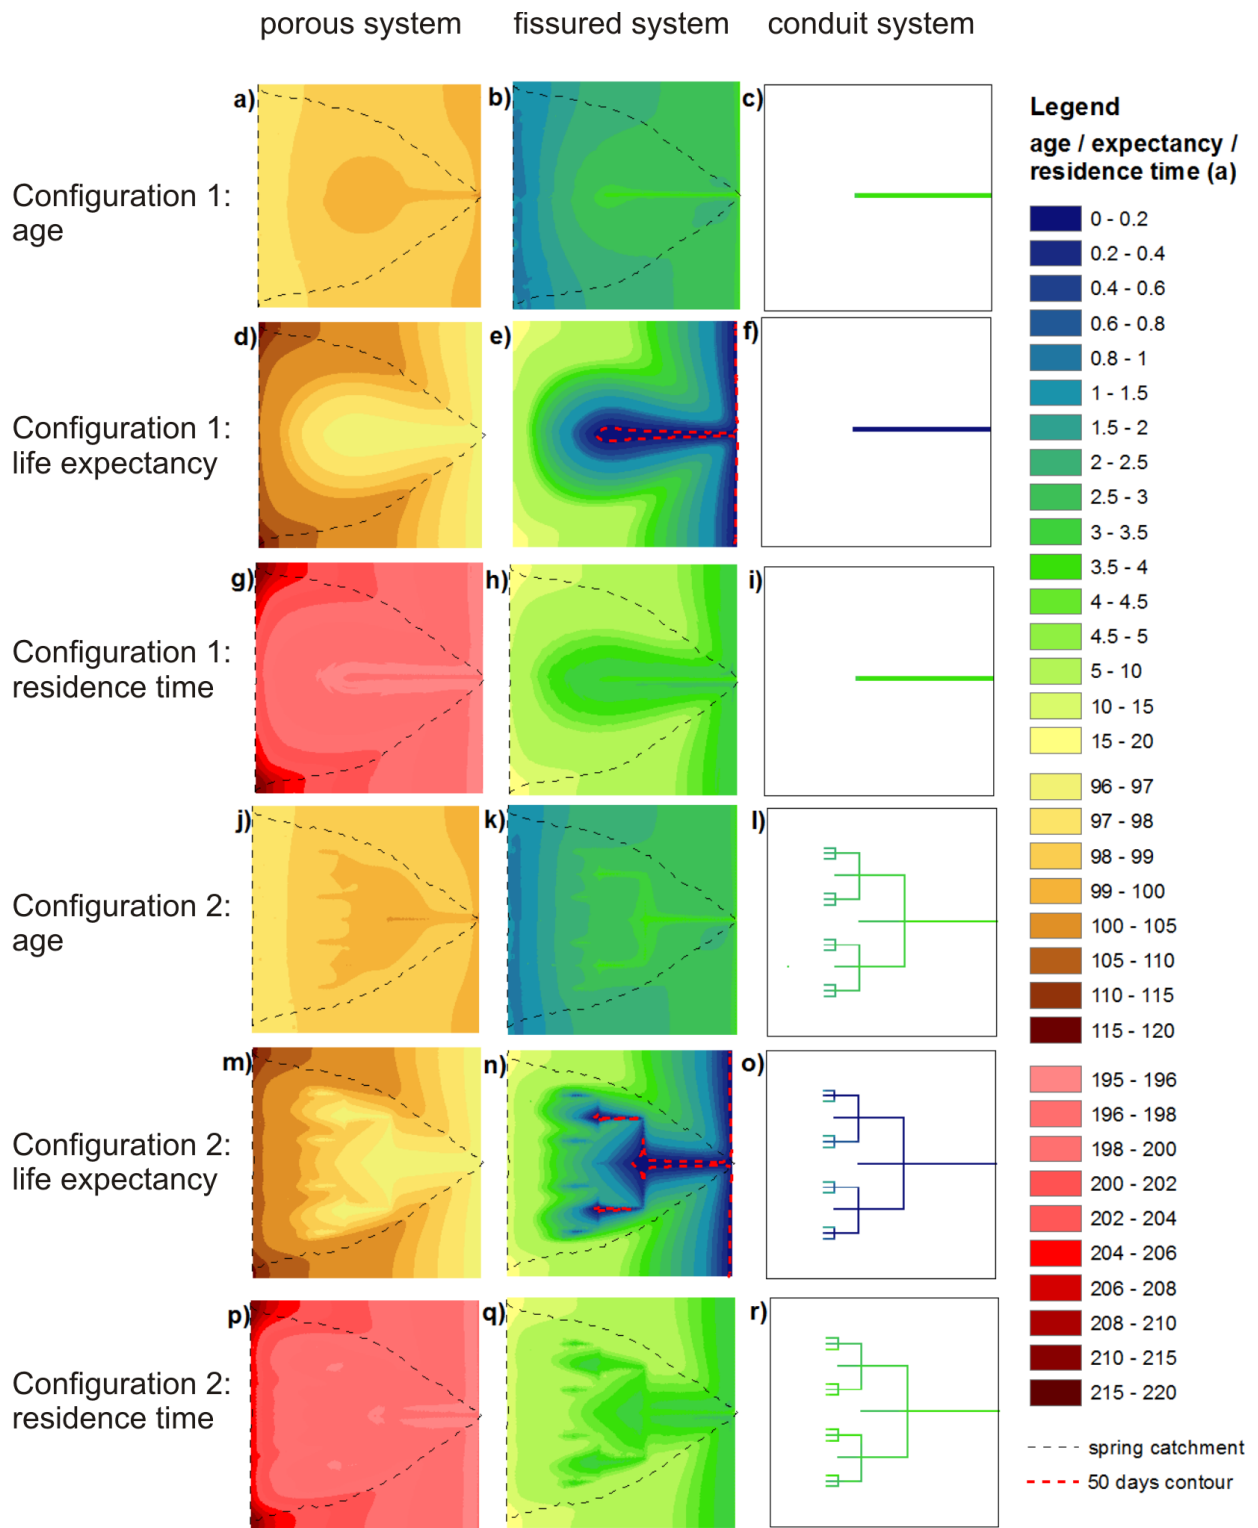 porous system fissured system conduit system
a) b) c)
Configuration 1:
age
d) e) f)
Configuration 1:
life expectancy
g) h) i)
Configuration 1:
residence time
j) k) l)
Configuration 2:
age
m) n) o)
Configuration 2:
life expectancy
p) q) r)
Configuration 2:
residence time
Legend
age / expectancy /
residence time (a)
0 - 0.2
0.2 - 0.4
0.4 - 0.6
0.6 - 0.8
0.8 - 1
1 - 1.5
1.5 - 2
2 - 2.5
2.5 - 3
3 - 3.5
3.5 - 4
4 - 4.5
4.5 - 5
5 - 10
10 - 15
15 - 20
96 - 97
97 - 98
98 - 99
99 - 100
100 - 105
105 - 110
110 - 115
115 - 120
195 - 196
196 - 198
198 - 200
200 - 202
202 - 204
204 - 206
206 - 208
208 - 210
210 - 215
215 - 220
spring catchment
50 days contour